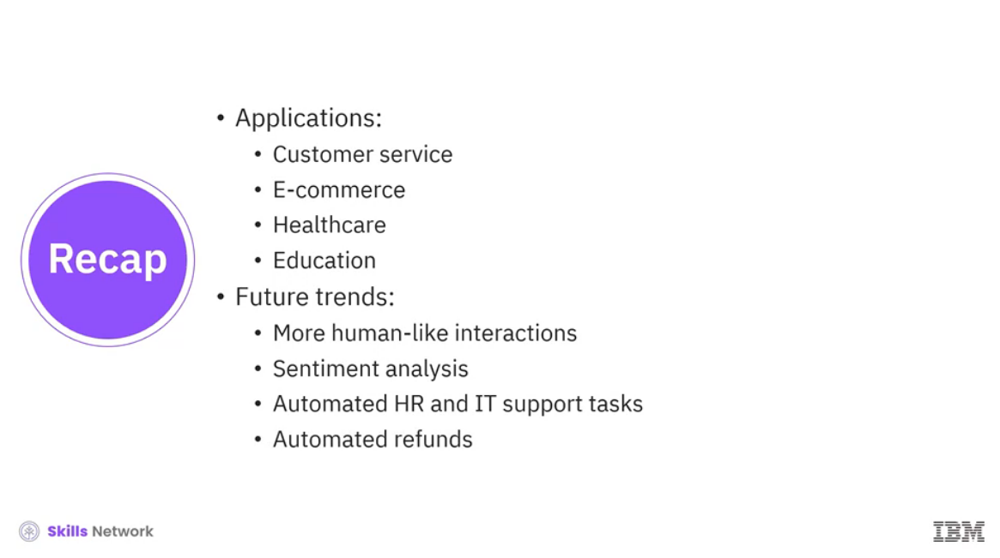 Recap
• Applications:
• Customer service
• E-commerce
• Healthcare
• Education
• Future trends:
• More human-like interactions
• Sentiment analysis
• Automated HR and IT support tasks
• Automated refunds
Skills Network
IBM